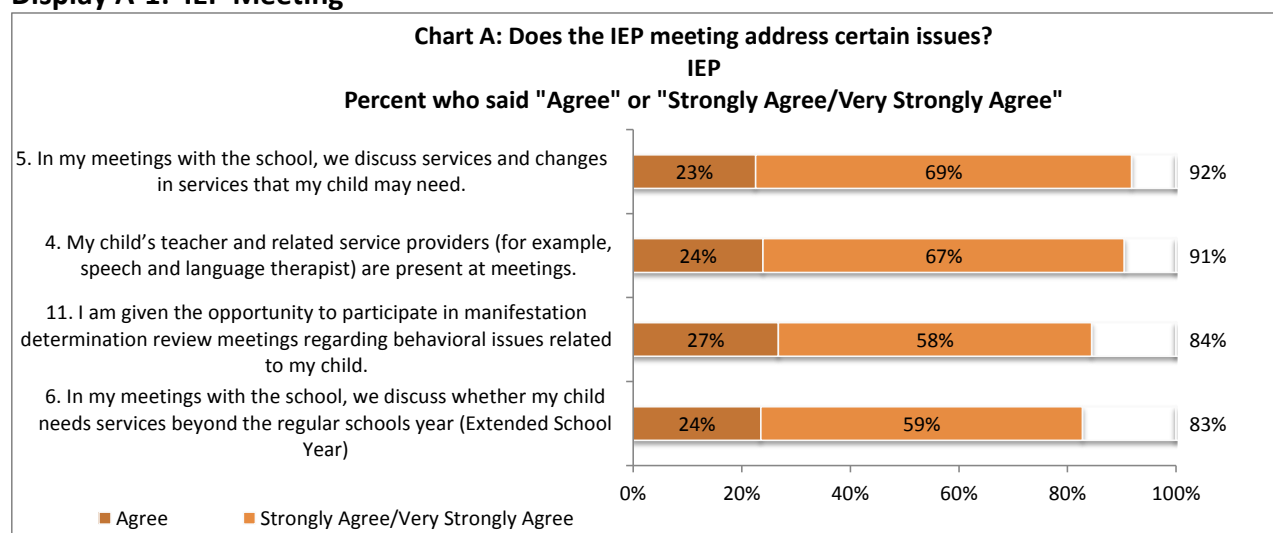 Display A-1: IEP Meeting
Chart A: Does the IEP meeting address certain issues?
IEP
Percent who said "Agree" or "Strongly Agree/Very Strongly Agree"
5. In my meetings with the school, we discuss services and changes
in services that my child may need.
23%
69%
92%
4. My child’s teacher and related service providers (for example,
speech and language therapist) are present at meetings.
24%
67%
91%
11. I am given the opportunity to participate in manifestation
determination review meetings regarding behavioral issues related
to my child.
27%
58%
84%
6. In my meetings with the school, we discuss whether my child
needs services beyond the regular schools year (Extended School
Year)
24%
59%
83%
0% 20% 40% 60% 80% 100%
Agree Strongly Agree/Very Strongly Agree